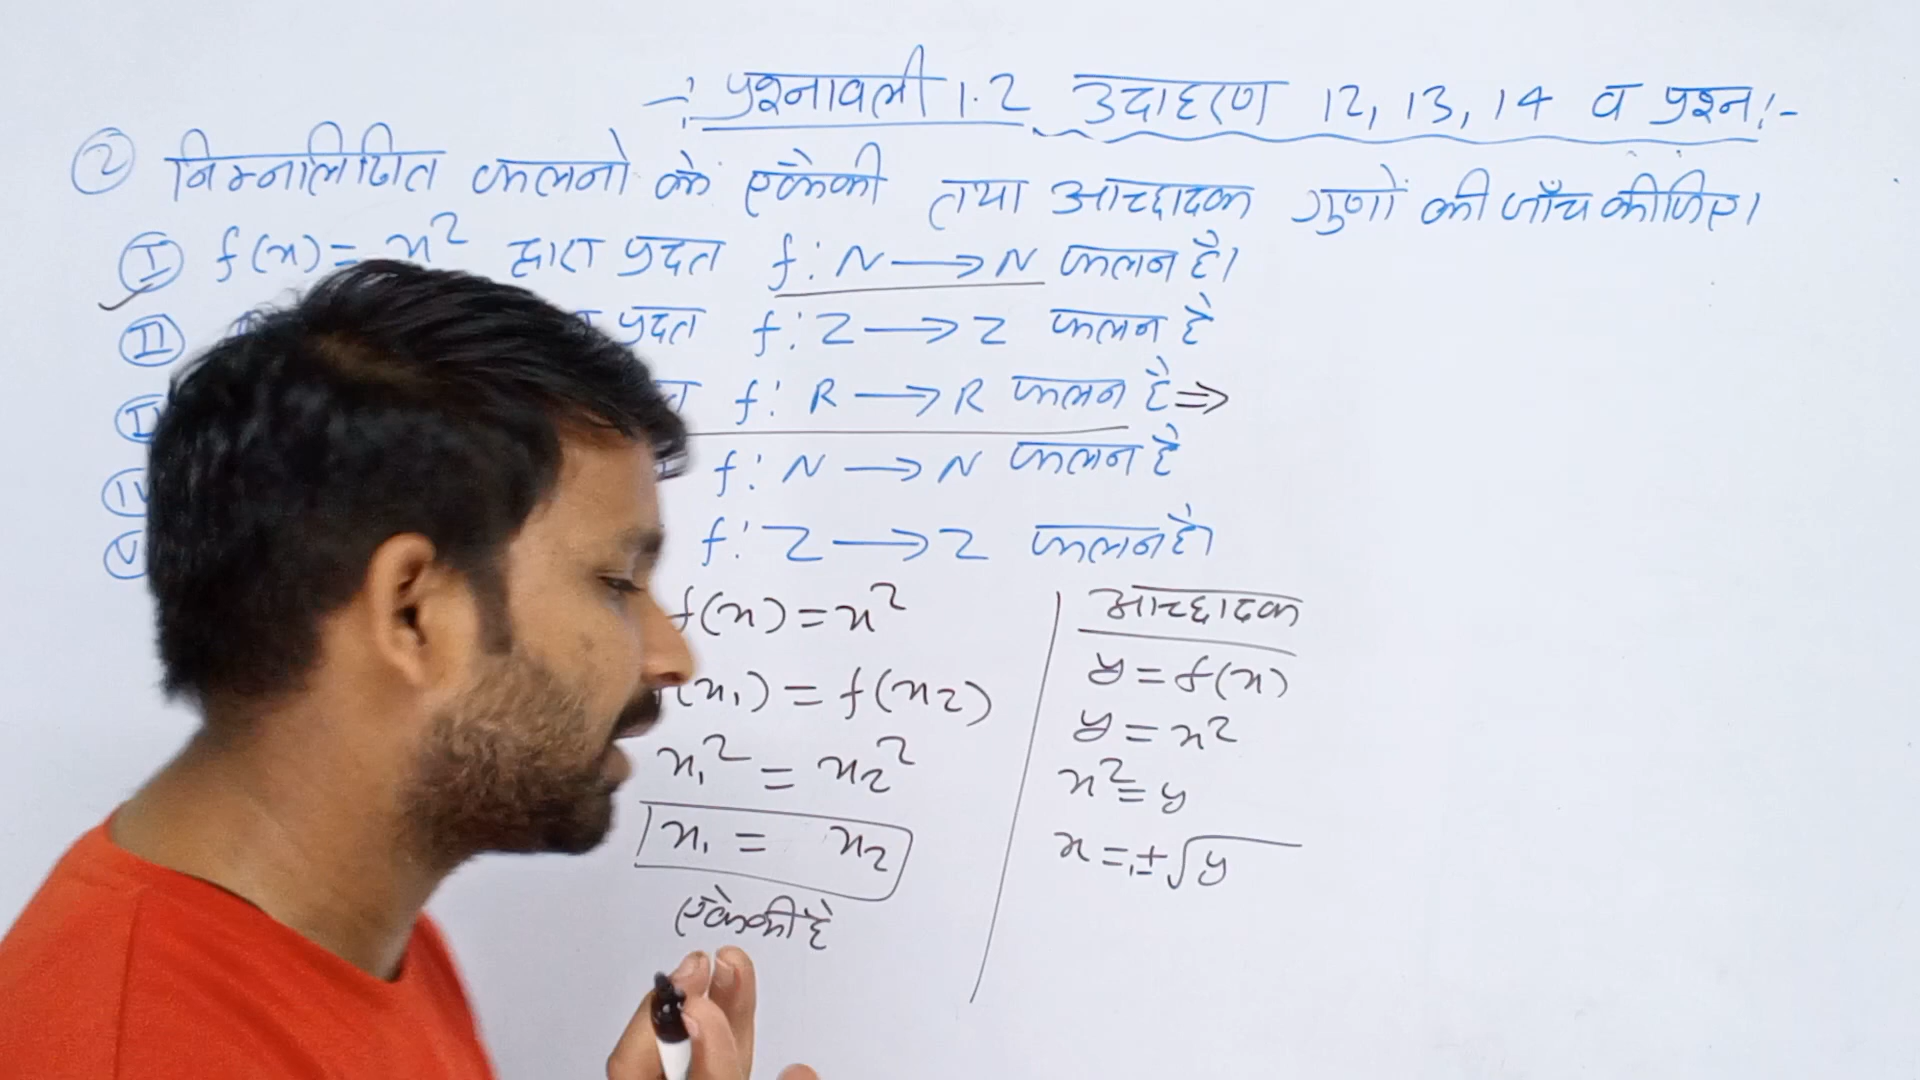 -: प्रश्नावली 1.2 उदाहरण 12, 13, 14 व प्रश्न:-
② निम्नलिखित फलनो के एकैकी तथा आच्छादक गुणों की जाँच कीजिए।
Ⓘ f(x) = x² द्वारा प्रदत f : N ⟶ N फलन है।
Ⓘ︎Ⓘ प्रदत f : Z ⟶ Z फलन है
f : R ⟶ R फलन है ⇒
IV f : N ⟶ N फलन है
V f : Z ⟶ Z फलन है।
f(x) = x²
(x₁) = f(x₂)
x₁² = x₂²
x₁ = x₂
एकैकी है
आच्छादक
y = f(x)
y = x²
x² = y
x = ±√y